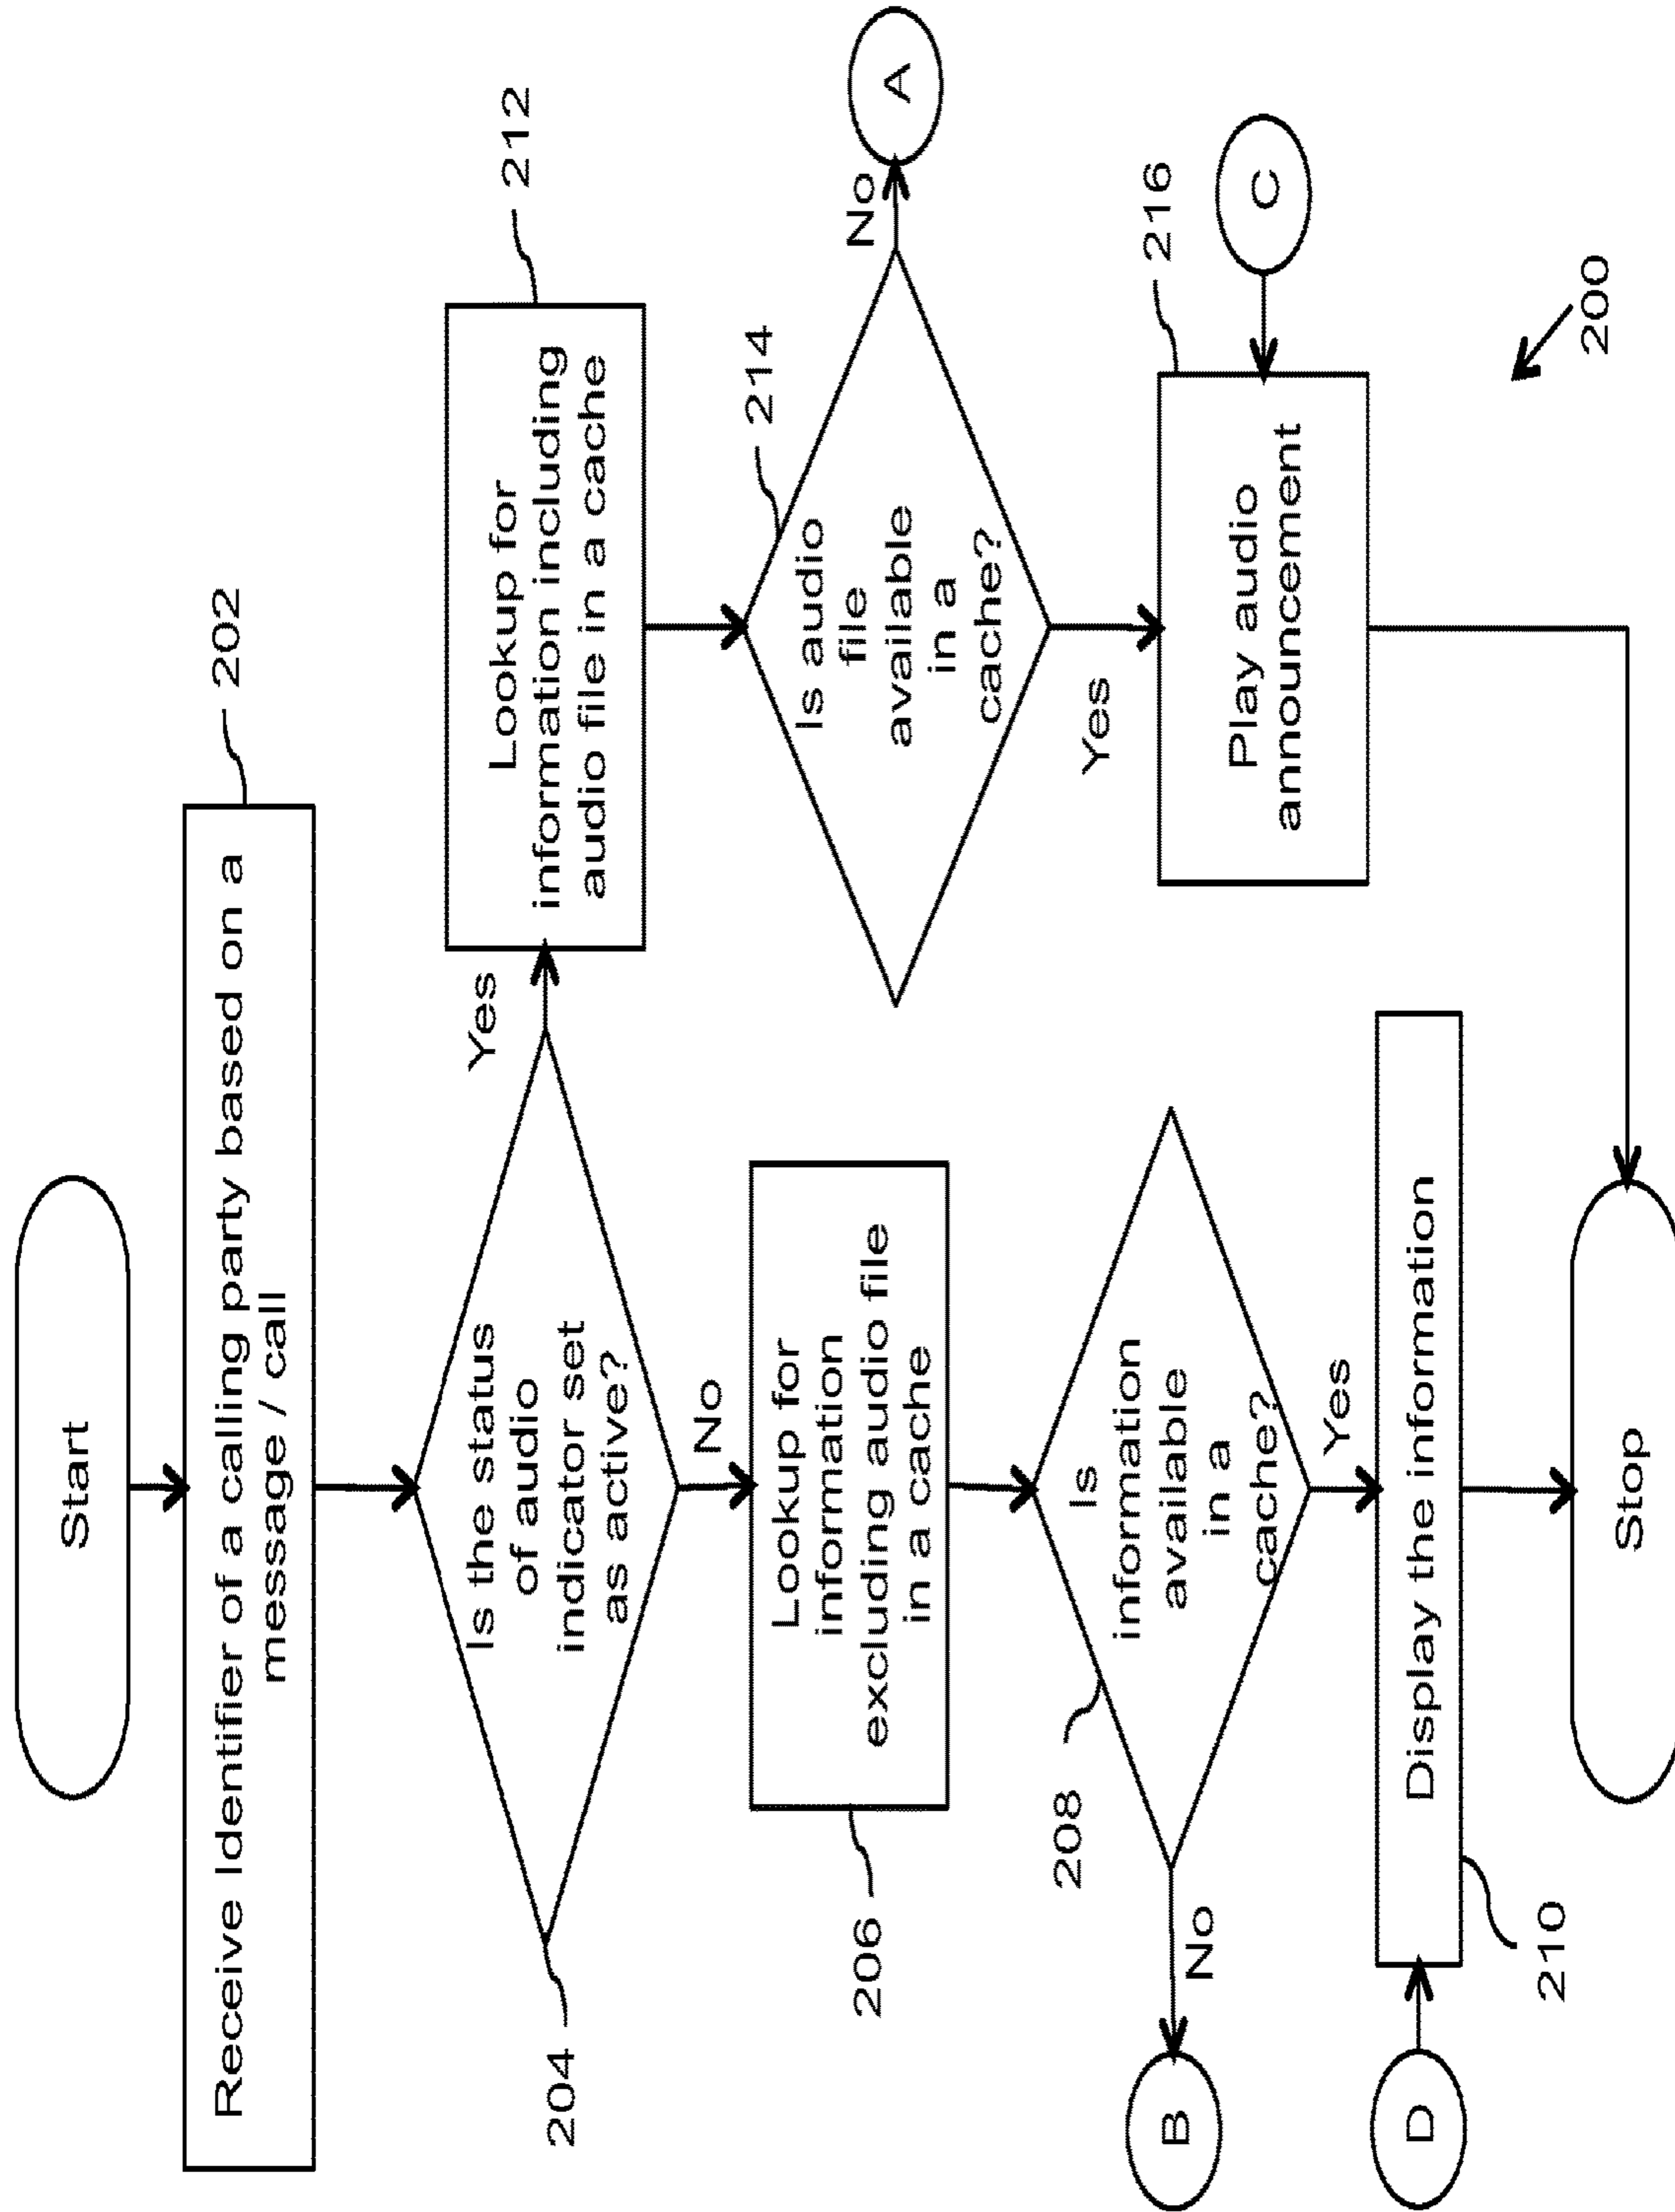 Start
Receive Identifier of a calling party based on a
message / call
202
Is the status
of audio
indicator set
as active?
204
Yes
No
Lookup for
information including
audio file in a cache
212
Lookup for
information
excluding audio file
in a cache
206
Is audio
file
available
in a
cache?
214
No
A
Yes
Is
information
available
in a
cache?
208
No
B
Yes
Play audio
announcement
216
C
Display the information
210
D
Stop
200